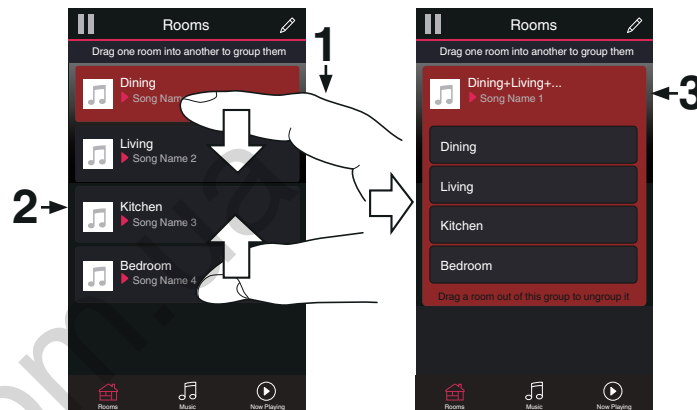 Rooms
Drag one room into another to group them
1
Dining
Song Nam
Living
Song Name 2
2
Kitchen
Song Name 3
Bedroom
Song Name 4
Rooms
Music
Now Playing
Rooms
Drag one room into another to group them
Dining+Living+...
Song Name 1
3
Dining
Living
Kitchen
Bedroom
Drag a room out of this group to ungroup it
Rooms
Music
Now Playing
om.ua